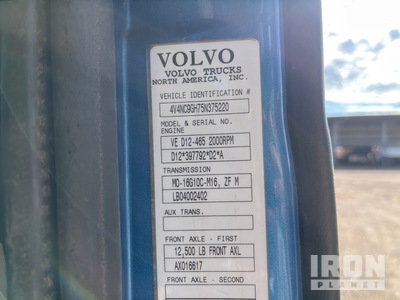 VOLVO
VOLVO TRUCKS
NORTH AMERICA, INC.
VEHICLE IDENTIFICATION #
4V4NC9GH75N375220
MODEL & SERIAL NO.
ENGINE
VE D12-465 2000RPM
D12*397792*D2*A
TRANSMISSION
MO-16G10C-M16, ZF M
LB04002402
AUX TRANS.
FRONT AXLE - FIRST
12,500 LB FRONT AXL
AX016617
FRONT AXLE - SECOND
IRON
PLANET